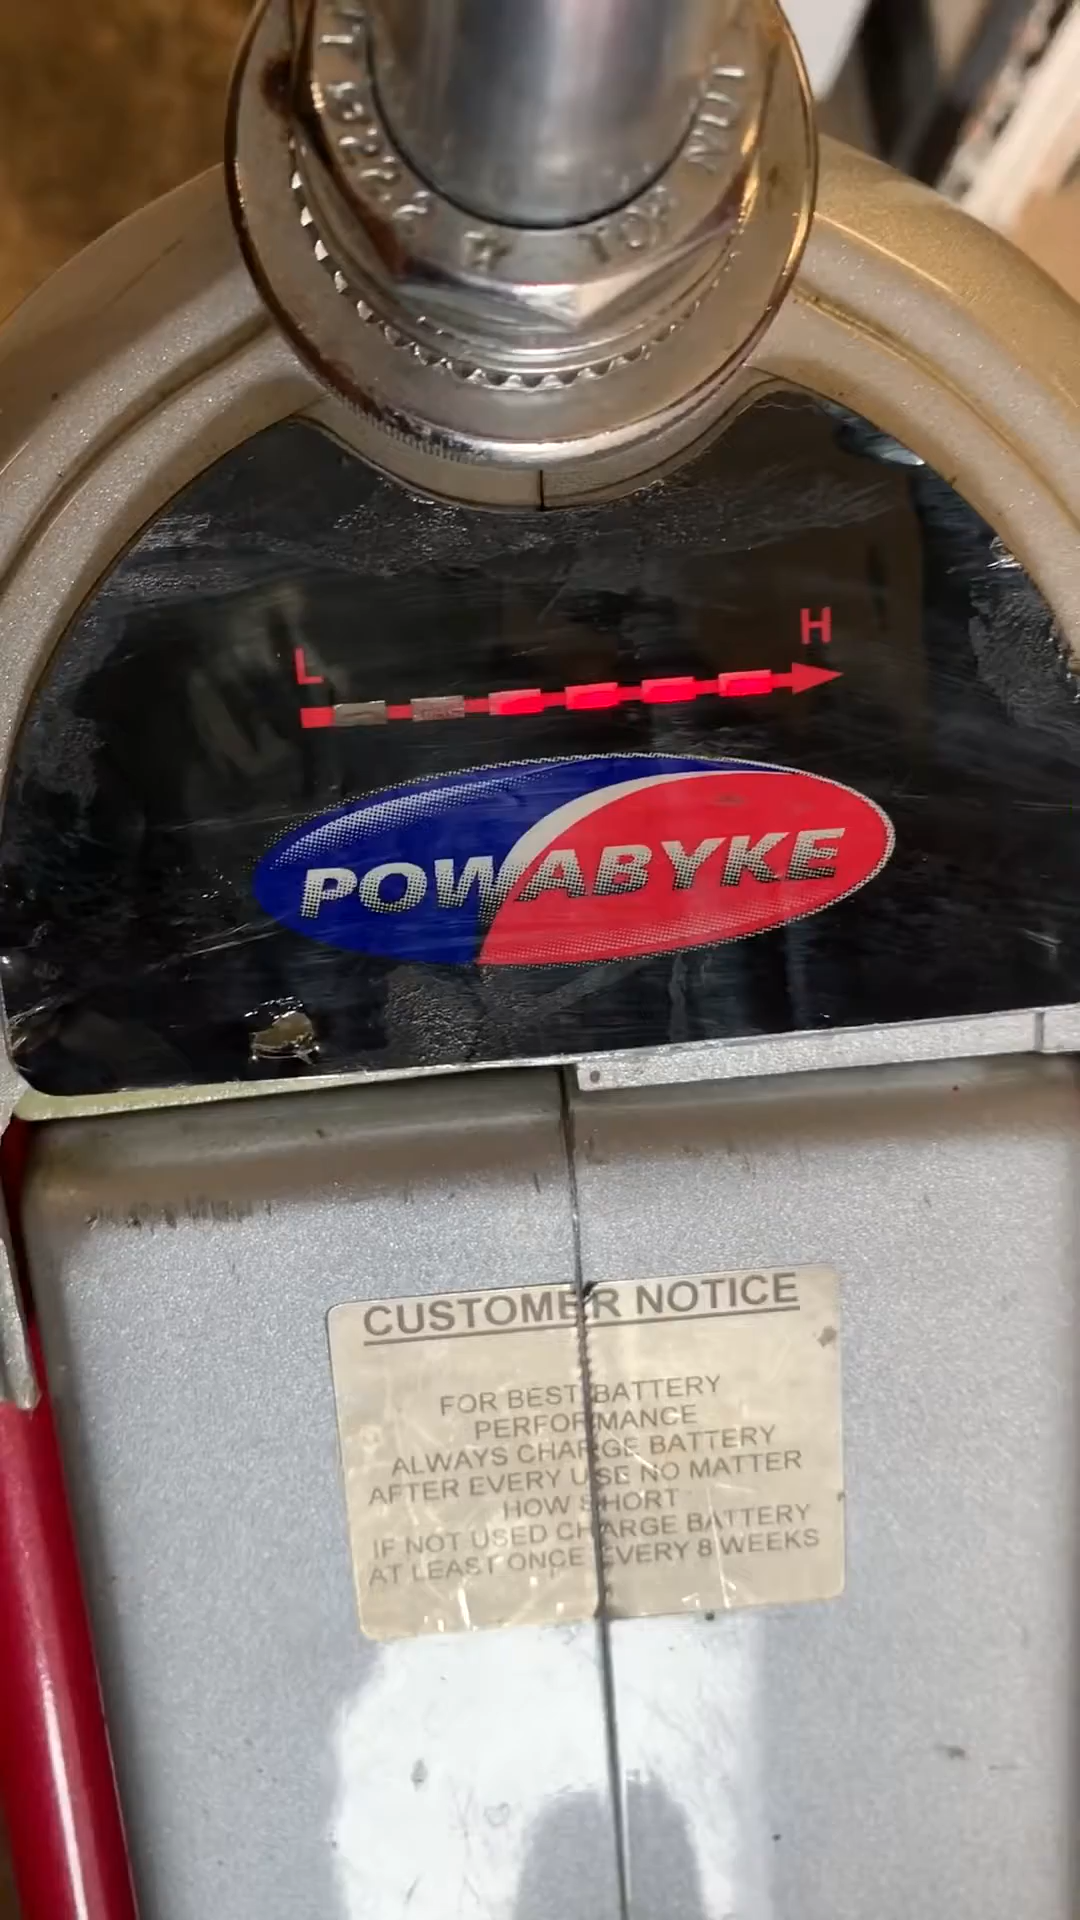 TOP NUT
L
H
POWABYKE
CUSTOMER NOTICE
FOR BEST BATTERY
PERFORMANCE
ALWAYS CHARGE BATTERY
AFTER EVERY USE NO MATTER
HOW SHORT
IF NOT USED CHARGE BATTERY
AT LEAST ONCE EVERY 8 WEEKS